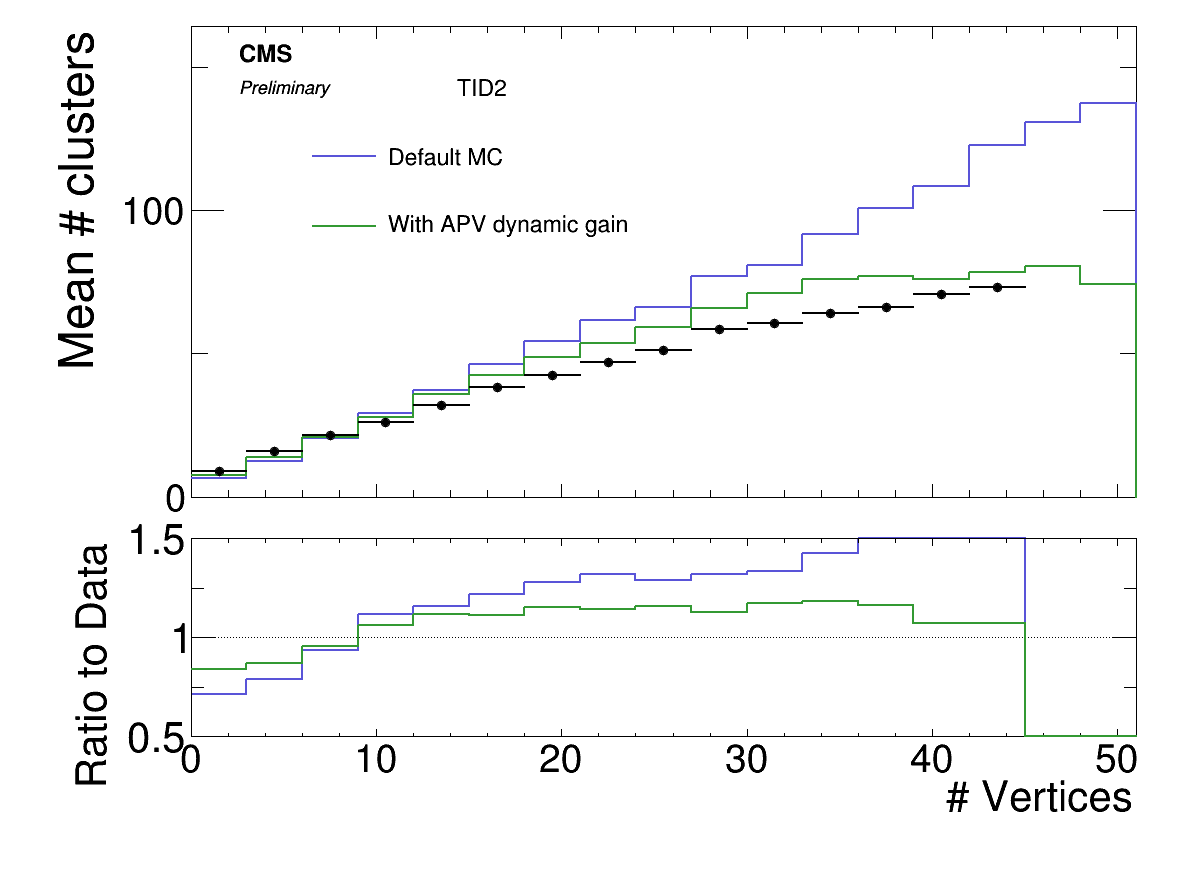 CMS
Preliminary
TID2
Default MC
With APV dynamic gain
Mean # clusters
100
0
Ratio to Data
1.5
1
0.5
0 10 20 30 40 50
# Vertices